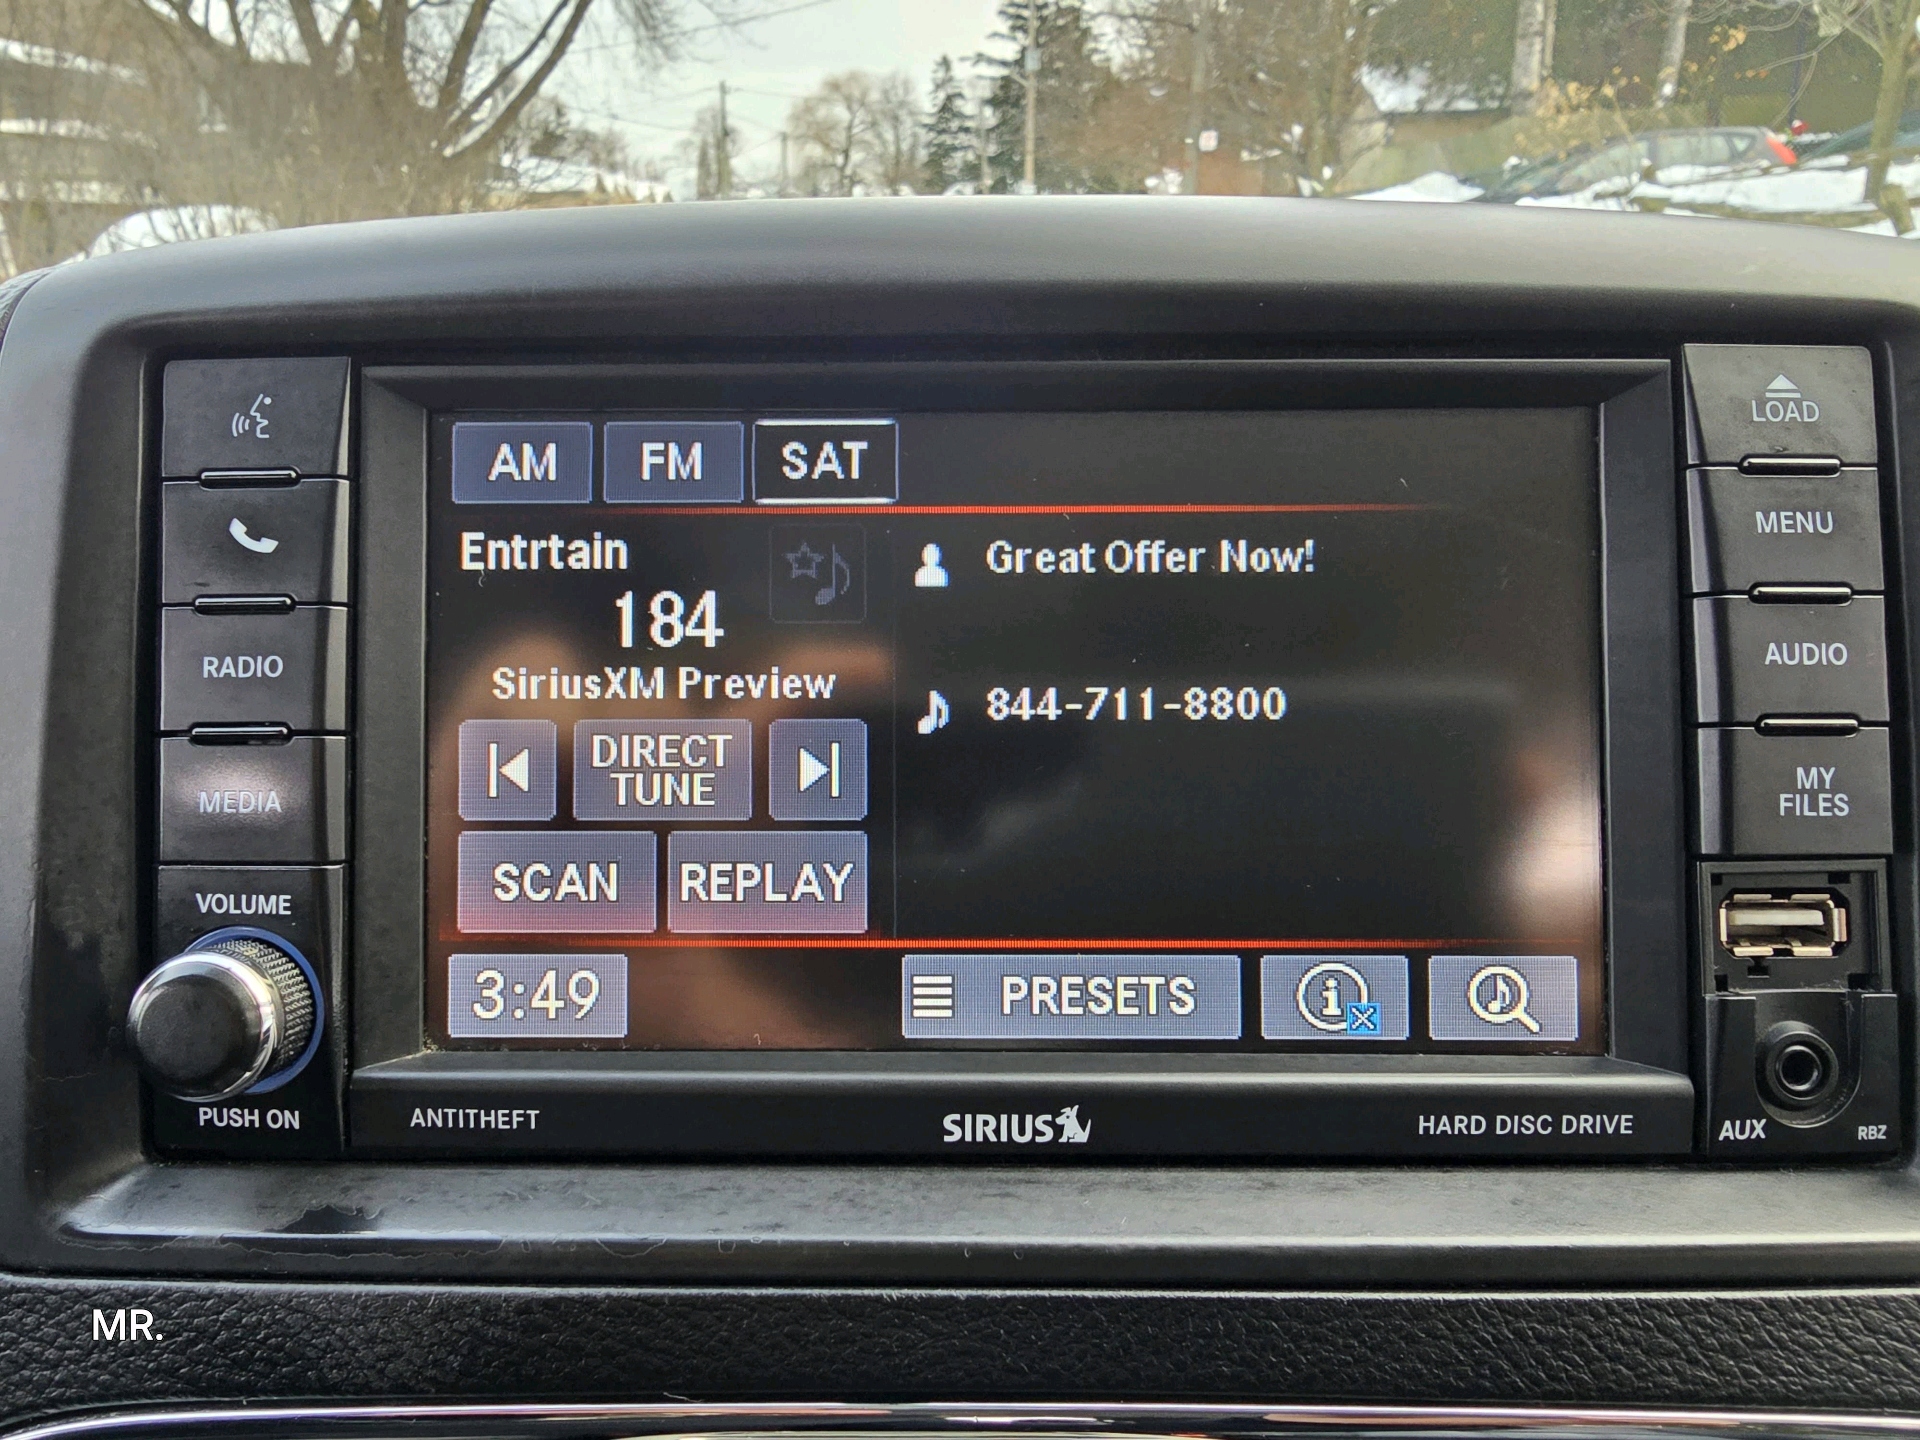 LOAD
MENU
AUDIO
MY
FILES
RADIO
MEDIA
VOLUME
PUSH ON
AM FM SAT
Entrtain
184
SiriusXM Preview
DIRECT
TUNE
SCAN REPLAY
Great Offer Now!
844-711-8800
3:49 PRESETS
ANTITHEFT SIRIUS HARD DISC DRIVE
AUX RBZ
MR.